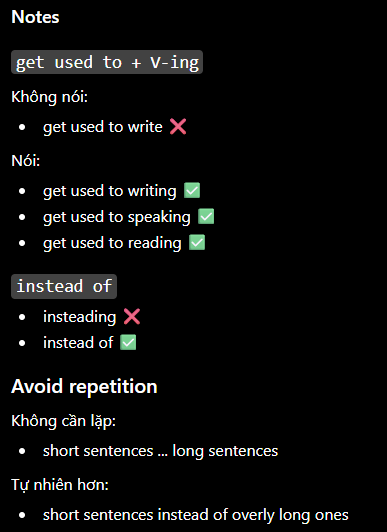 Notes
get used to + V-ing
Không nói:
• get used to write ❌
Nói:
• get used to writing ✅
• get used to speaking ✅
• get used to reading ✅
instead of
• insteading ❌
• instead of ✅
Avoid repetition
Không cần lặp:
• short sentences ... long sentences
Tự nhiên hơn:
• short sentences instead of overly long ones